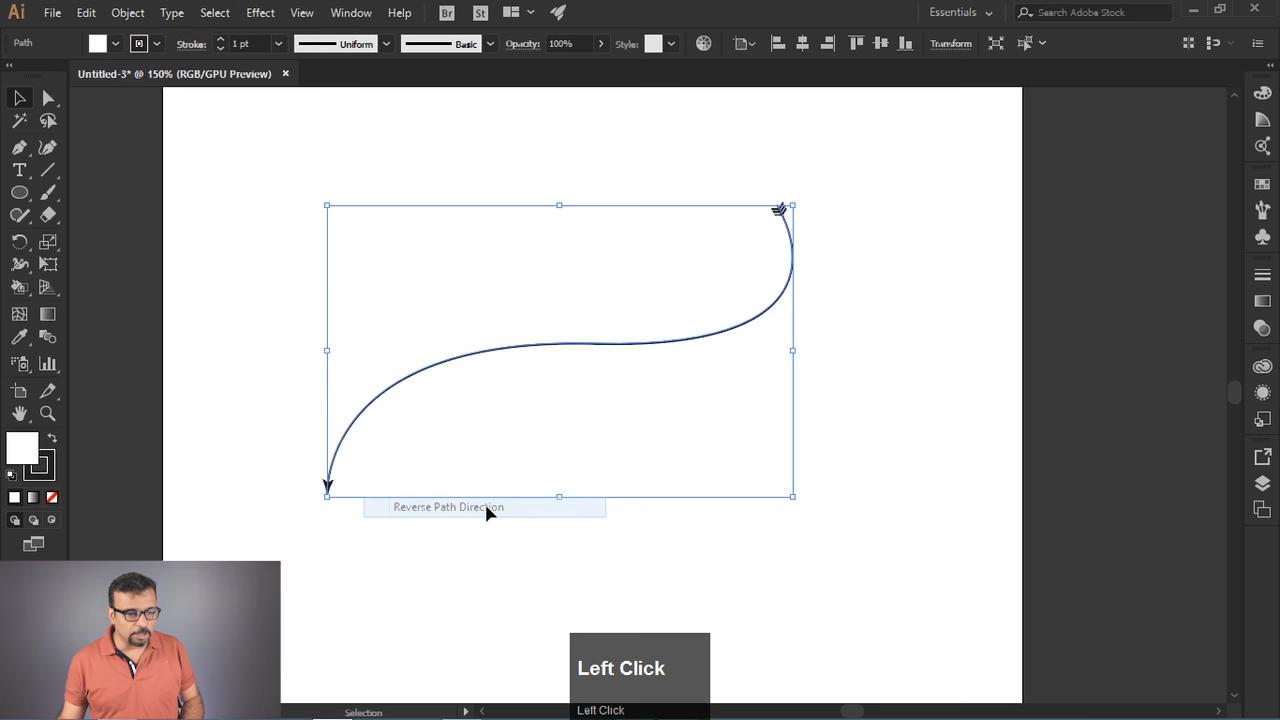 Ai File Edit Object Type Select Effect View Window Help Br St Essentials Search Adobe Stock
Path Stroke: 1 pt Uniform Basic Opacity: 100% Style: Transform
Untitled-3* @ 150% (RGB/GPU Preview) ×
Reverse Path Direction
Left Click
Left Click
Selection